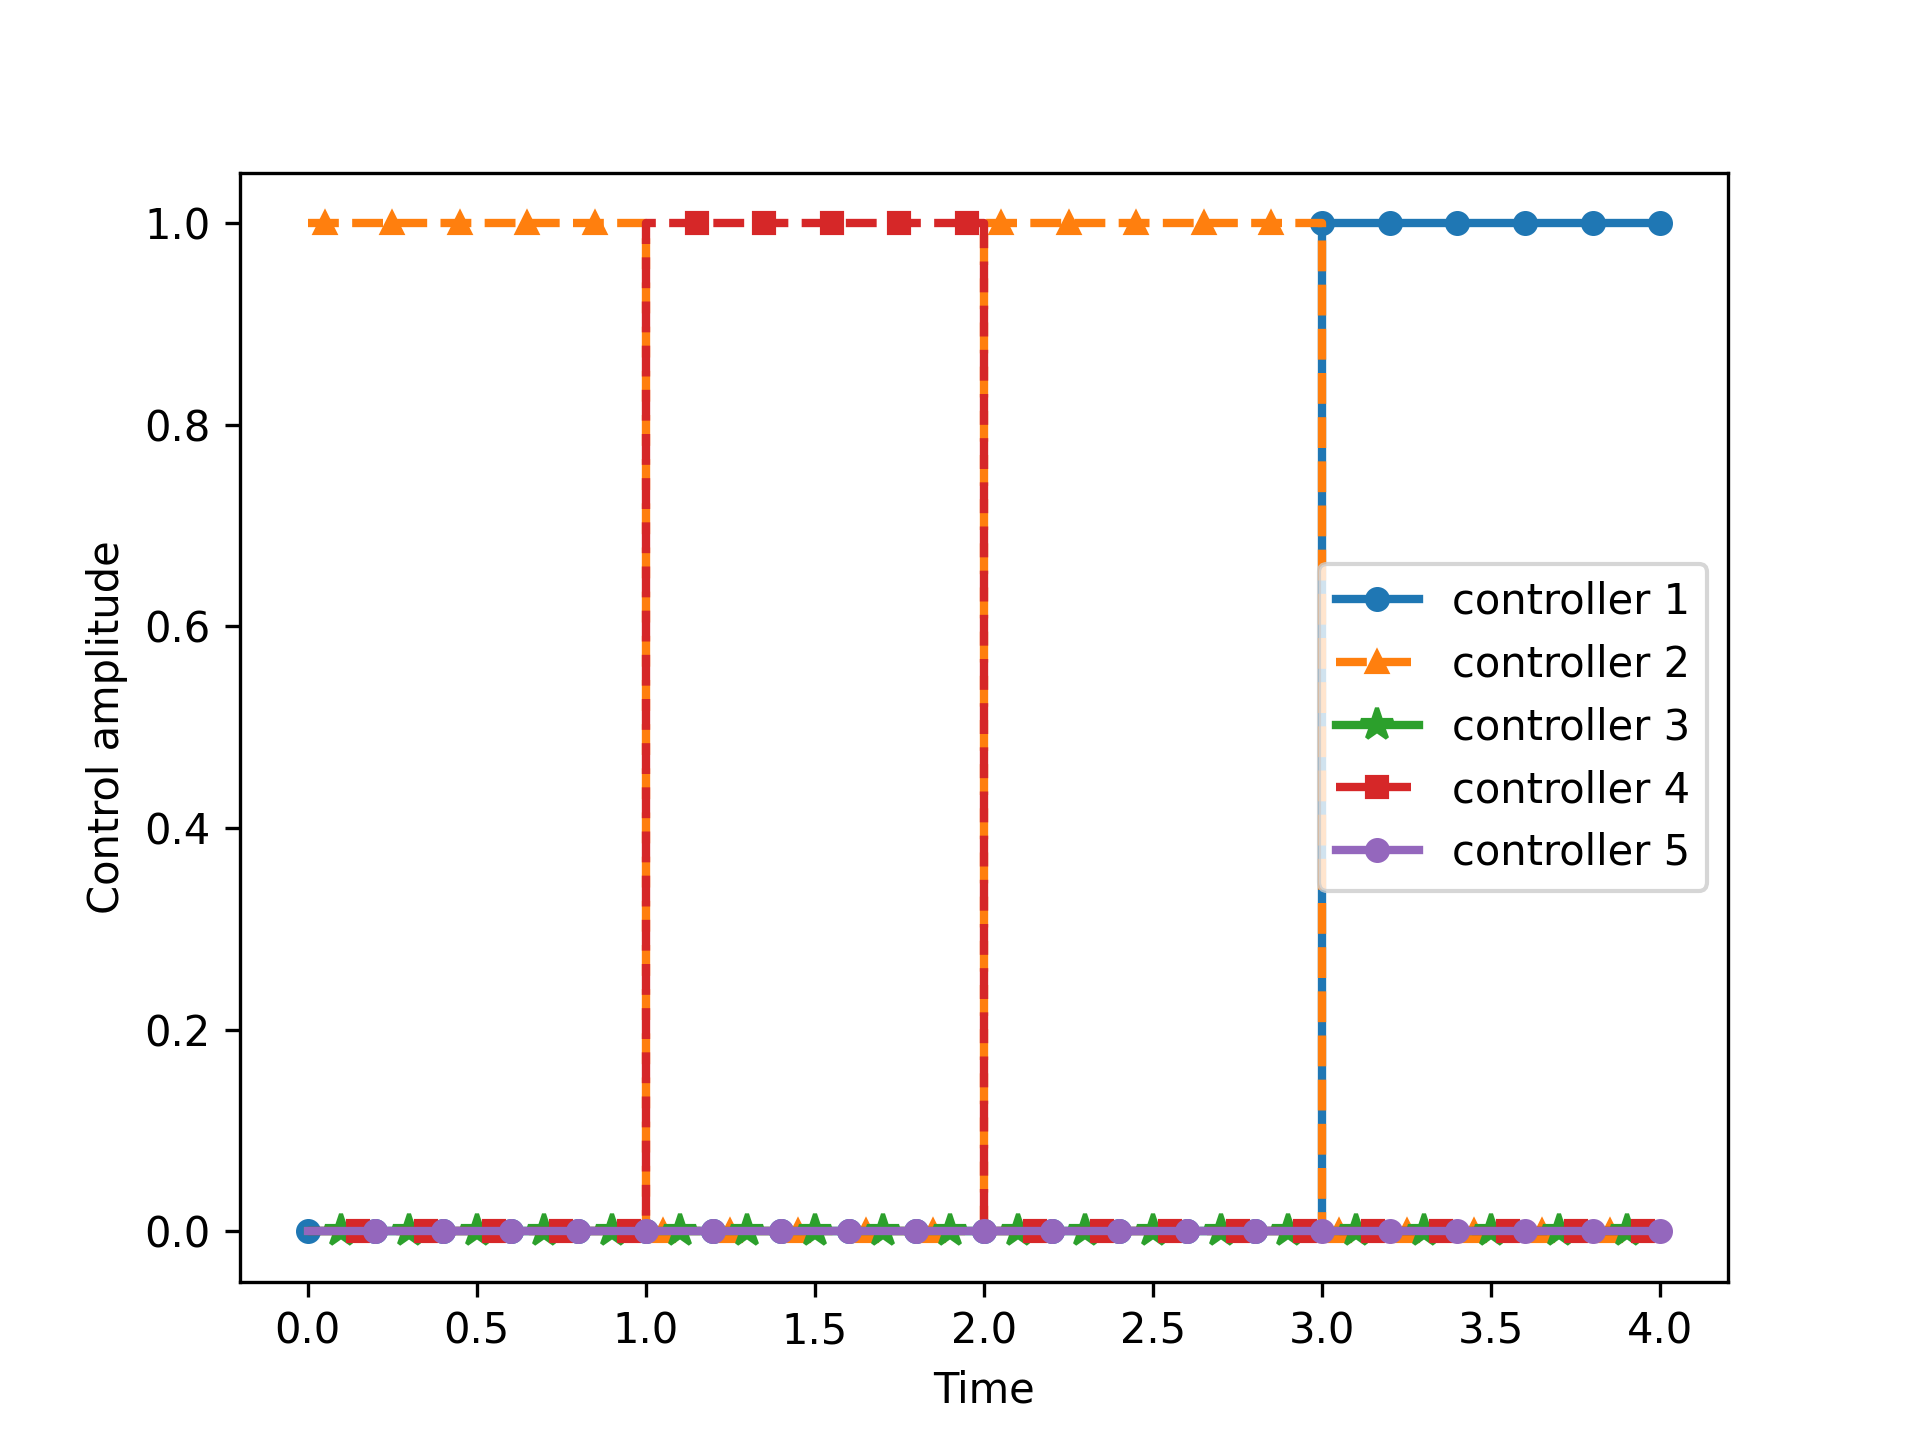 1.0
0.8
0.6
0.4
0.2
0.0
Control amplitude
controller 1
controller 2
controller 3
controller 4
controller 5
0.0 0.5 1.0 1.5 2.0 2.5 3.0 3.5 4.0
Time